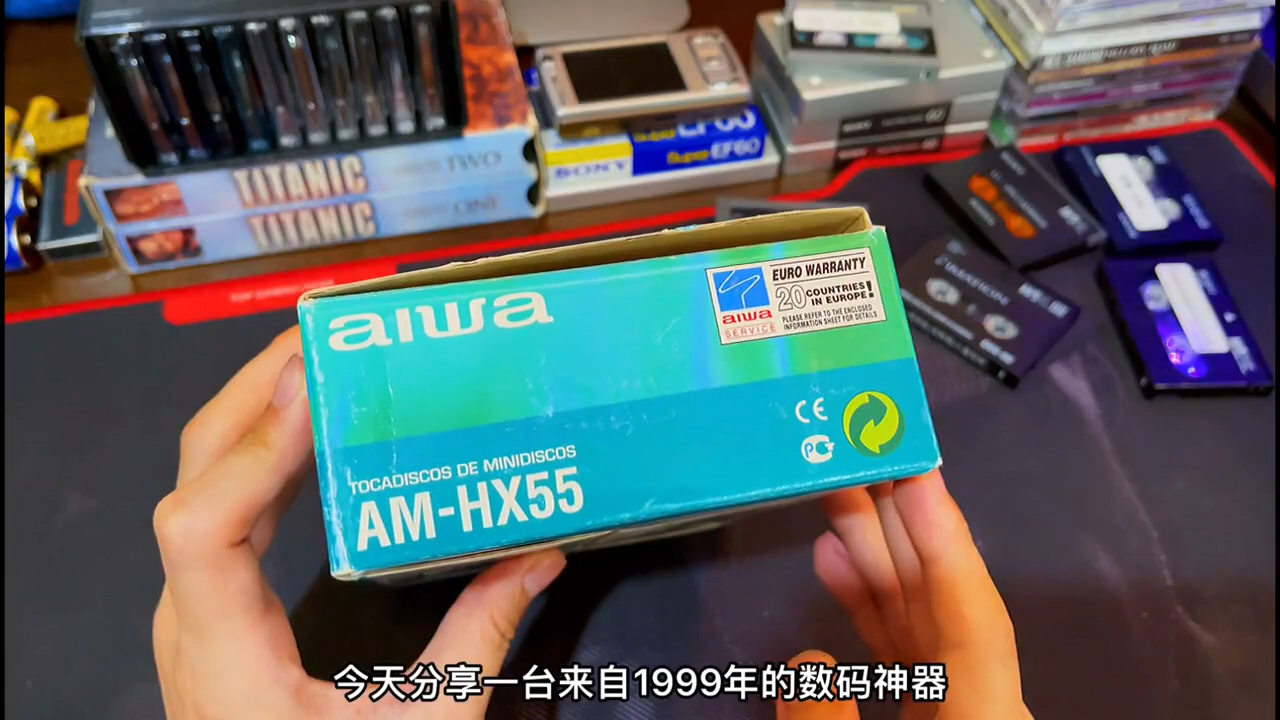 TWO
TITANIC
ONE
TITANIC
Super EF60
Super EF60
SONY
aiwa
EURO WARRANTY
20 COUNTRIES IN EUROPE!
PLEASE REFER TO THE ENCLOSED
INFORMATION SHEET FOR DETAILS
aiwa
SERVICE
CE
TOCADISCOS DE MINIDISCOS
AM-HX55
今天分享一台来自1999年的数码神器